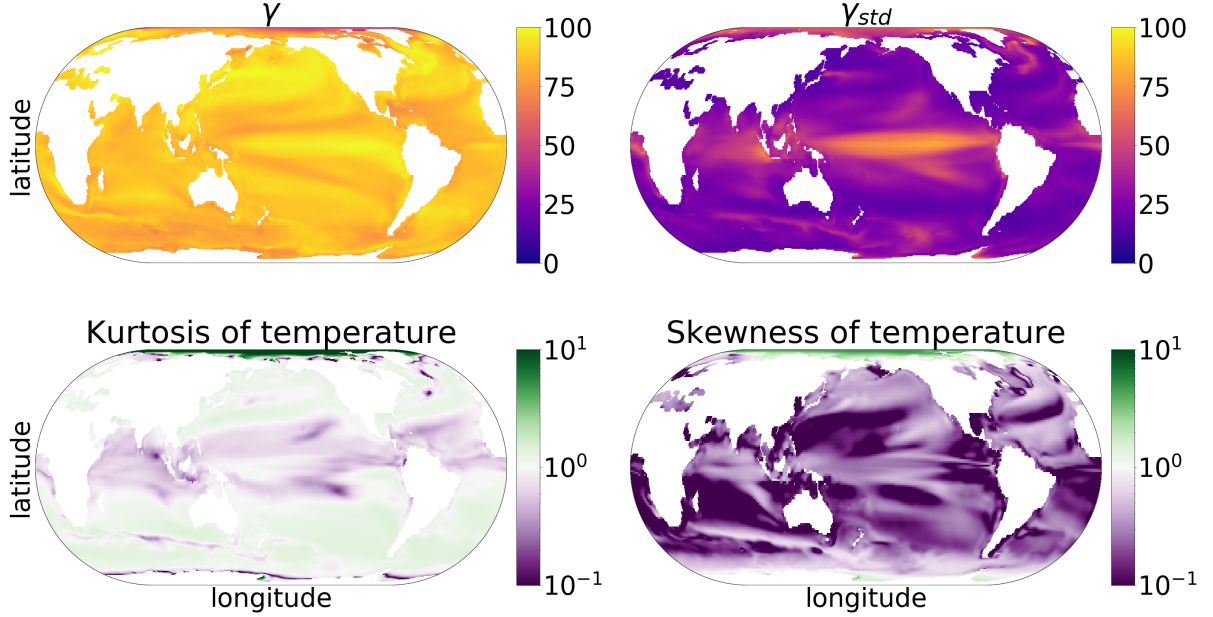 γ
γ_std
latitude
100
75
50
25
0
100
75
50
25
0
Kurtosis of temperature
Skewness of temperature
latitude
10^1
10^0
10^-1
10^1
10^0
10^-1
longitude
longitude